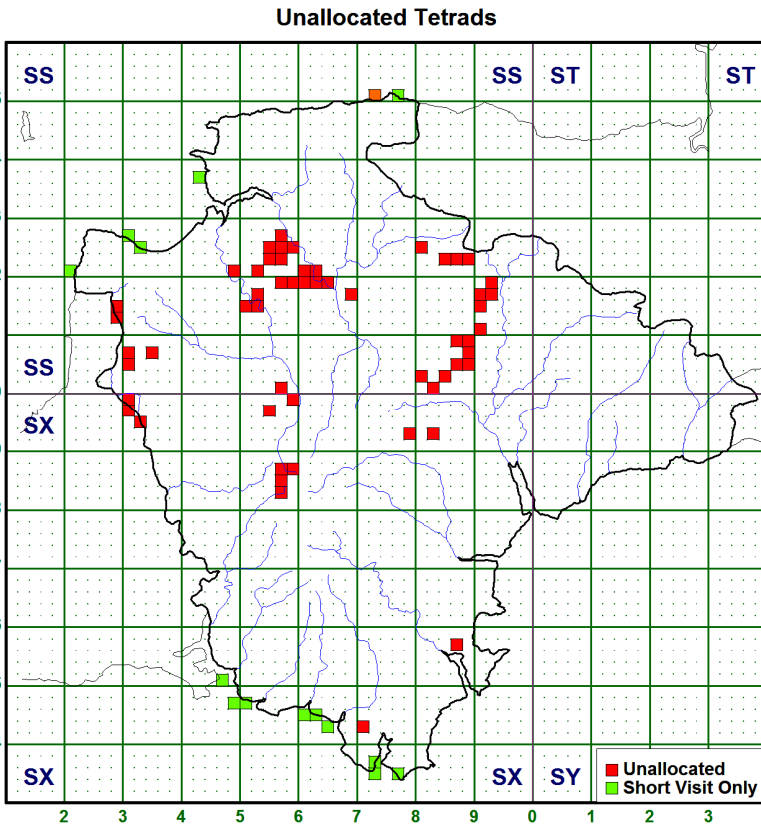 Unallocated Tetrads
SS SS ST ST
SS
SX
SX SX SY
Unallocated
Short Visit Only
2 3 4 5 6 7 8 9 0 1 2 3